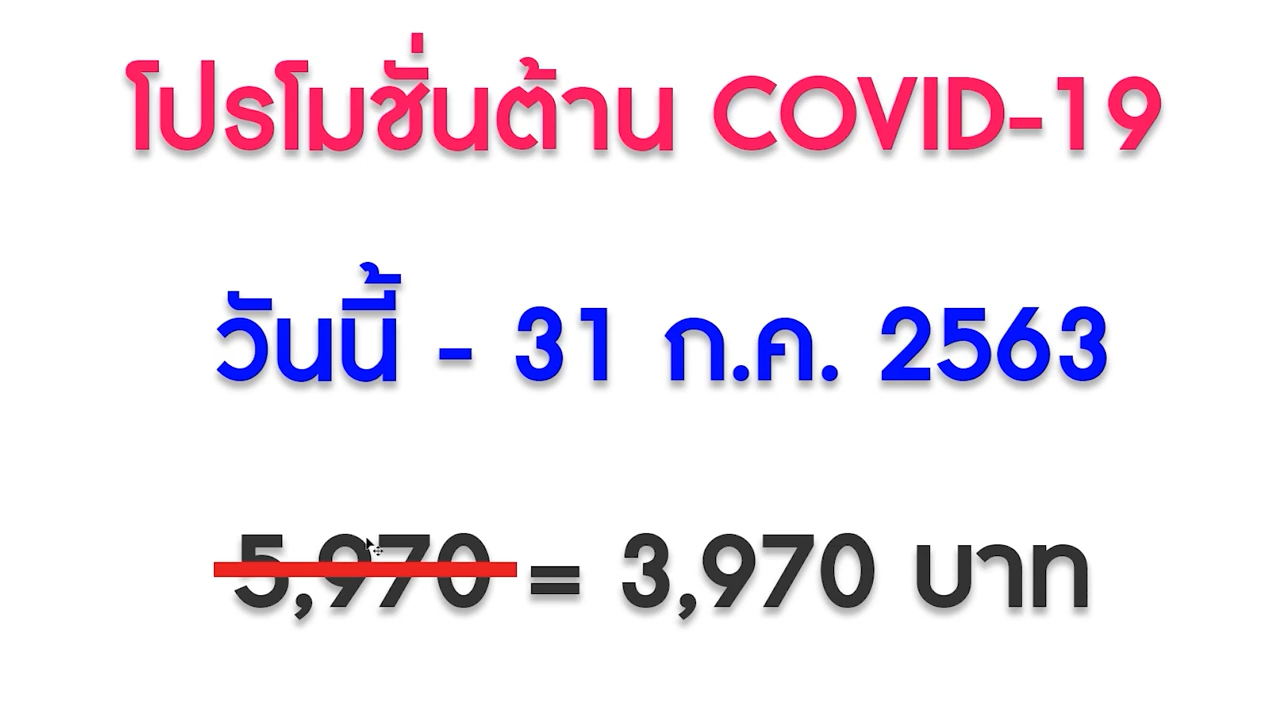 โปรโมชั่นต้าน COVID-19
วันนี้ - 31 ก.ค. 2563
5,970 = 3,970 บาท